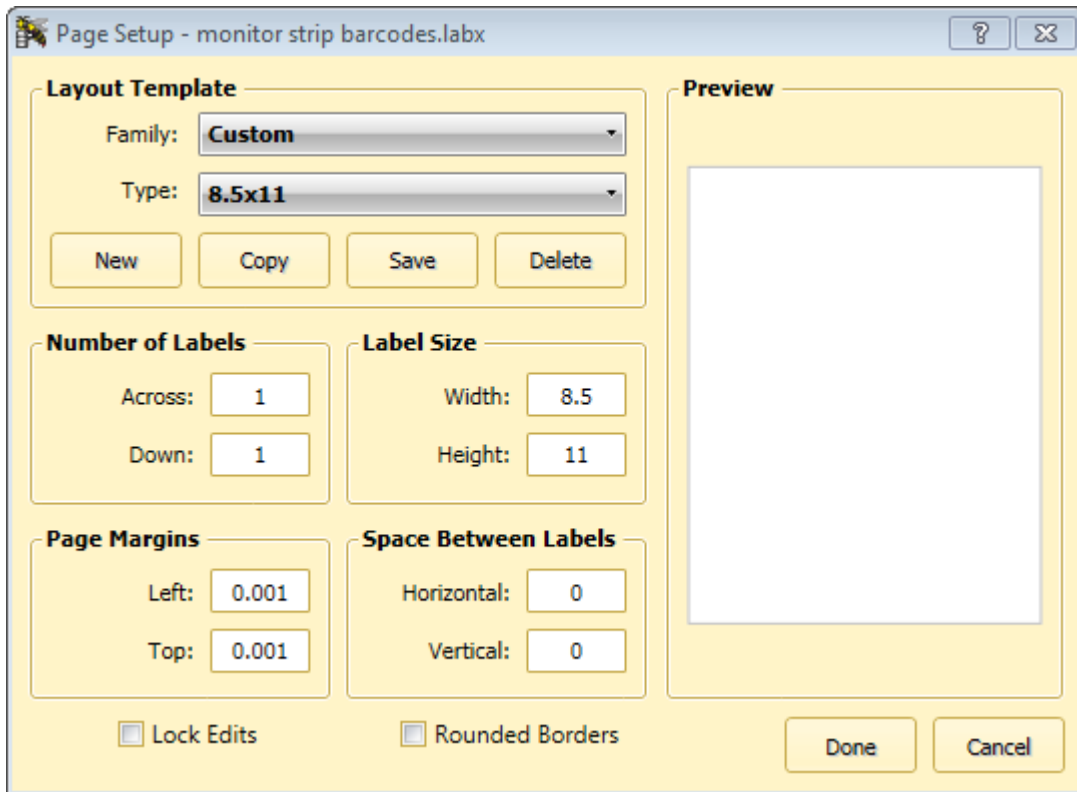 Page Setup - monitor strip barcodes.labx
Layout Template
Family: Custom
Type: 8.5x11
New Copy Save Delete
Number of Labels
Across: 1
Down: 1
Label Size
Width: 8.5
Height: 11
Page Margins
Left: 0.001
Top: 0.001
Space Between Labels
Horizontal: 0
Vertical: 0
Lock Edits
Rounded Borders
Preview
Done Cancel